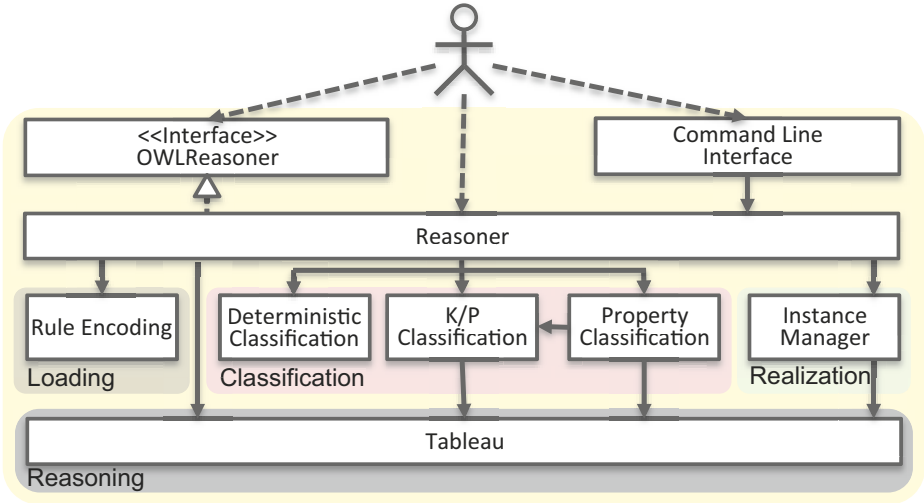 <<Interface>>
OWLReasoner
Command Line
Interface
Reasoner
Rule Encoding
Deterministic
Classification
K/P
Classification
Property
Classification
Instance
Manager
Loading
Classification
Realization
Tableau
Reasoning